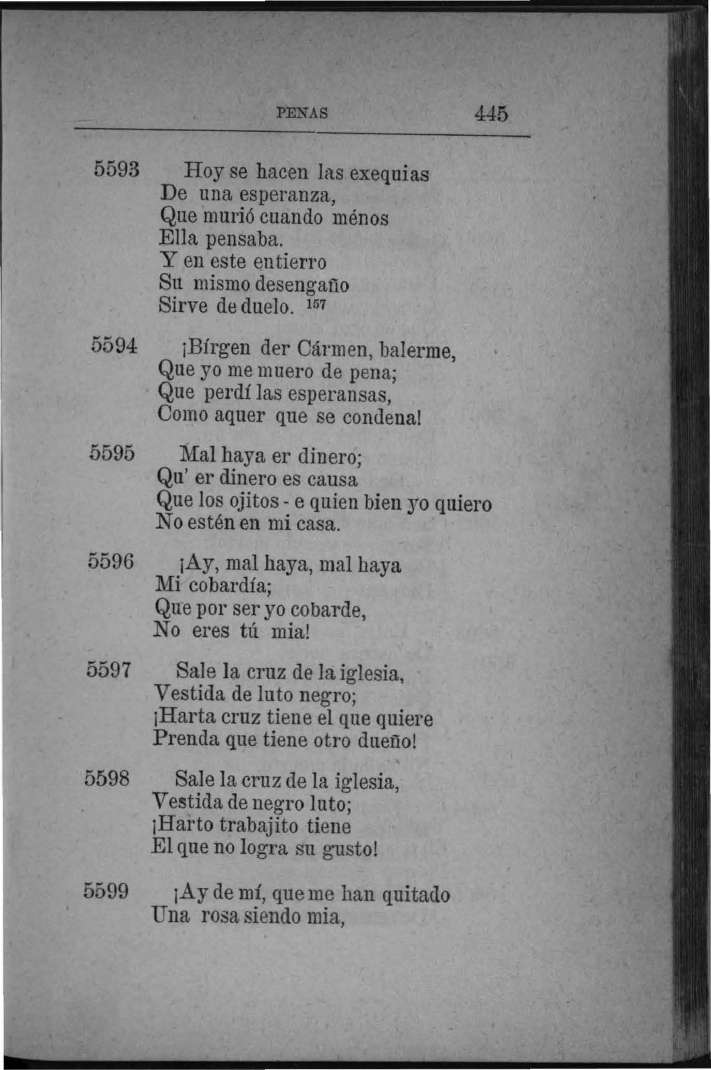 PENAS 445
5593 Hoy se hacen las exequias
De una esperanza,
Que murió cuando ménos
Ella pensaba.
Y en este entierro
Su mismo desengaño
Sirve de duelo. 157
5594 ¡Bírgen der Cármen, balerme,
Que yo me muero de pena;
Que perdí las esperansas,
Como aquer que se condena!
5595 Mal haya er dinero;
Qu' er dinero es causa
Que los ojitos - e quien bien yo quiero
No estén en mi casa.
5596 ¡Ay, mal haya, mal haya
Mi cobardía;
Que por ser yo cobarde,
No eres tú mia!
5597 Sale la cruz de la iglesia,
Vestida de luto negro;
¡Harta cruz tiene el que quiere
Prenda que tiene otro dueño!
5598 Sale la cruz de la iglesia,
Vestida de negro luto;
¡Harto trabajito tiene
El que no logra su gusto!
5599 ¡Ay de mí, que me han quitado
Una rosa siendo mia,